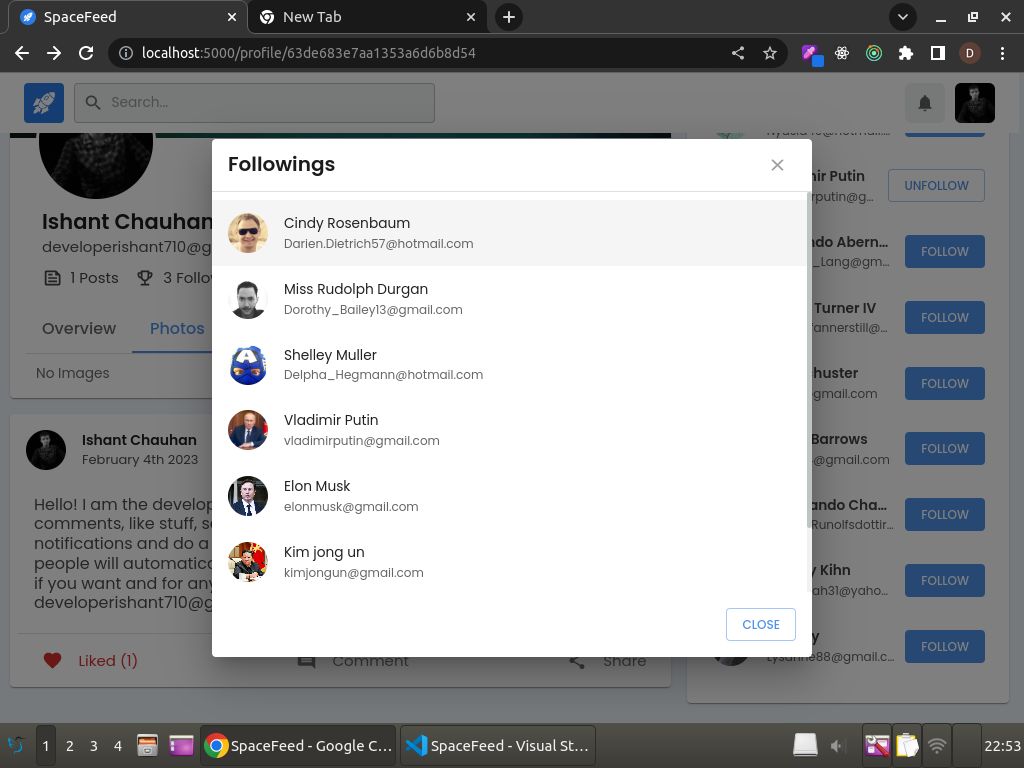 SpaceFeed
New Tab
localhost:5000/profile/63de683e7aa1353a6d6b8d54
D
Search...
Followings
Cindy Rosenbaum
Darien.Dietrich57@hotmail.com
Miss Rudolph Durgan
Dorothy_Bailey13@gmail.com
Shelley Muller
Delpha_Hegmann@hotmail.com
Vladimir Putin
vladimirputin@gmail.com
Elon Musk
elonmusk@gmail.com
Kim jong un
kimjongun@gmail.com
CLOSE
Ishant Chauhan
developerishant710@g
1 Posts
3 Follo
Overview
Photos
No Images
Ishant Chauhan
February 4th 2023
Hello! I am the develop
comments, like stuff, s
notifications and do a
people will automatic
if you want and for any
developerishant710@g
Liked (1)
Comment
Share
mir Putin
rputin@g...
UNFOLLOW
ndo Abern...
_Lang@gm...
FOLLOW
Turner IV
fannerstill@...
FOLLOW
huster
gmail.com
FOLLOW
Barrows
@gmail.com
FOLLOW
ando Cha...
Runolfsdottir...
FOLLOW
y Kihn
ah31@yaho...
FOLLOW
y
Lysanne88@gmail.c...
FOLLOW
1 2 3 4
SpaceFeed - Google C...
SpaceFeed - Visual St...
22:53